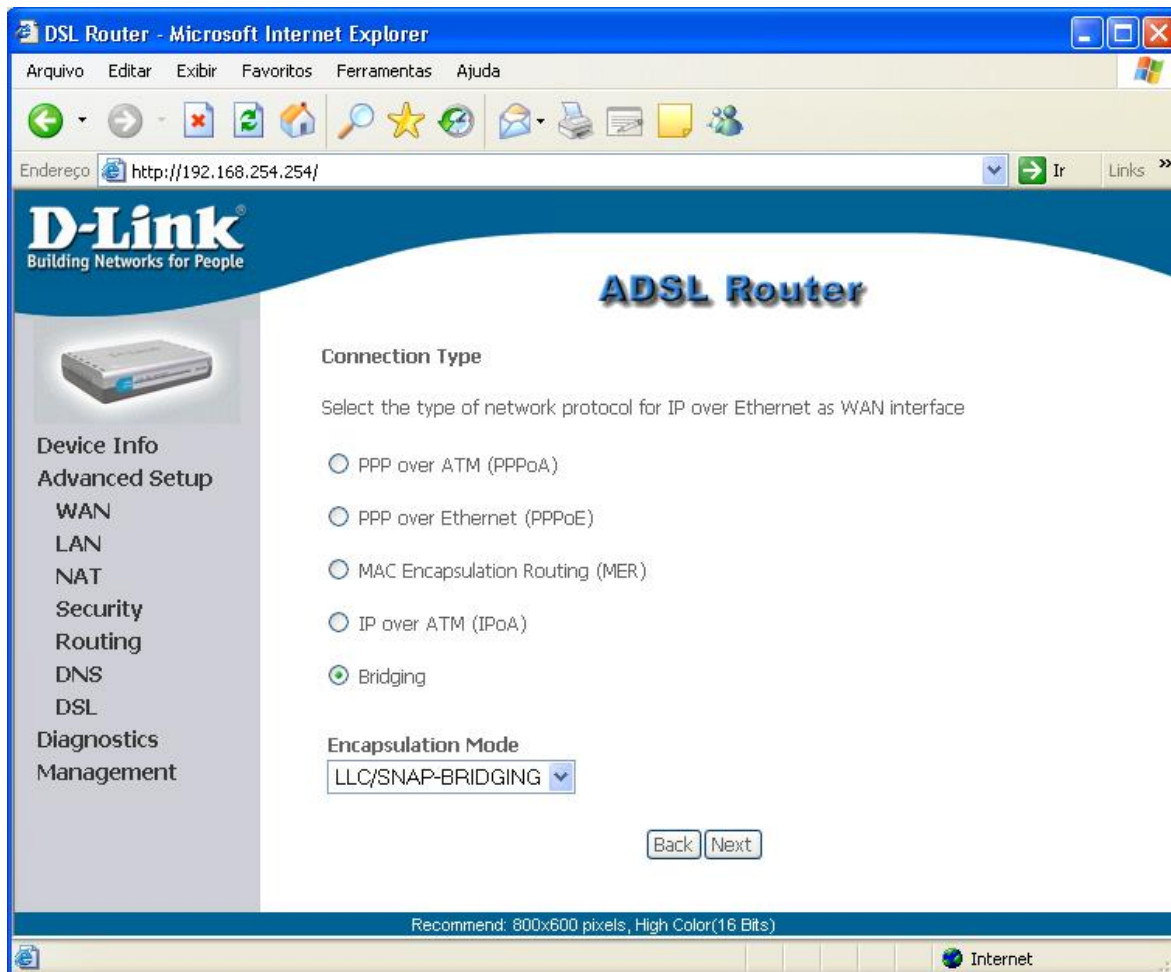 DSL Router - Microsoft Internet Explorer
Arquivo Editar Exibir Favoritos Ferramentas Ajuda
Endereço http://192.168.254.254/ Ir Links »
D-Link®
Building Networks for People
ADSL Router
D-Link
Device Info
Advanced Setup
WAN
LAN
NAT
Security
Routing
DNS
DSL
Diagnostics
Management
Connection Type
Select the type of network protocol for IP over Ethernet as WAN interface
PPP over ATM (PPPoA)
PPP over Ethernet (PPPoE)
MAC Encapsulation Routing (MER)
IP over ATM (IPoA)
Bridging
Encapsulation Mode
LLC/SNAP-BRIDGING
Back Next
Recommend: 800x600 pixels, High Color(16 Bits)
Internet